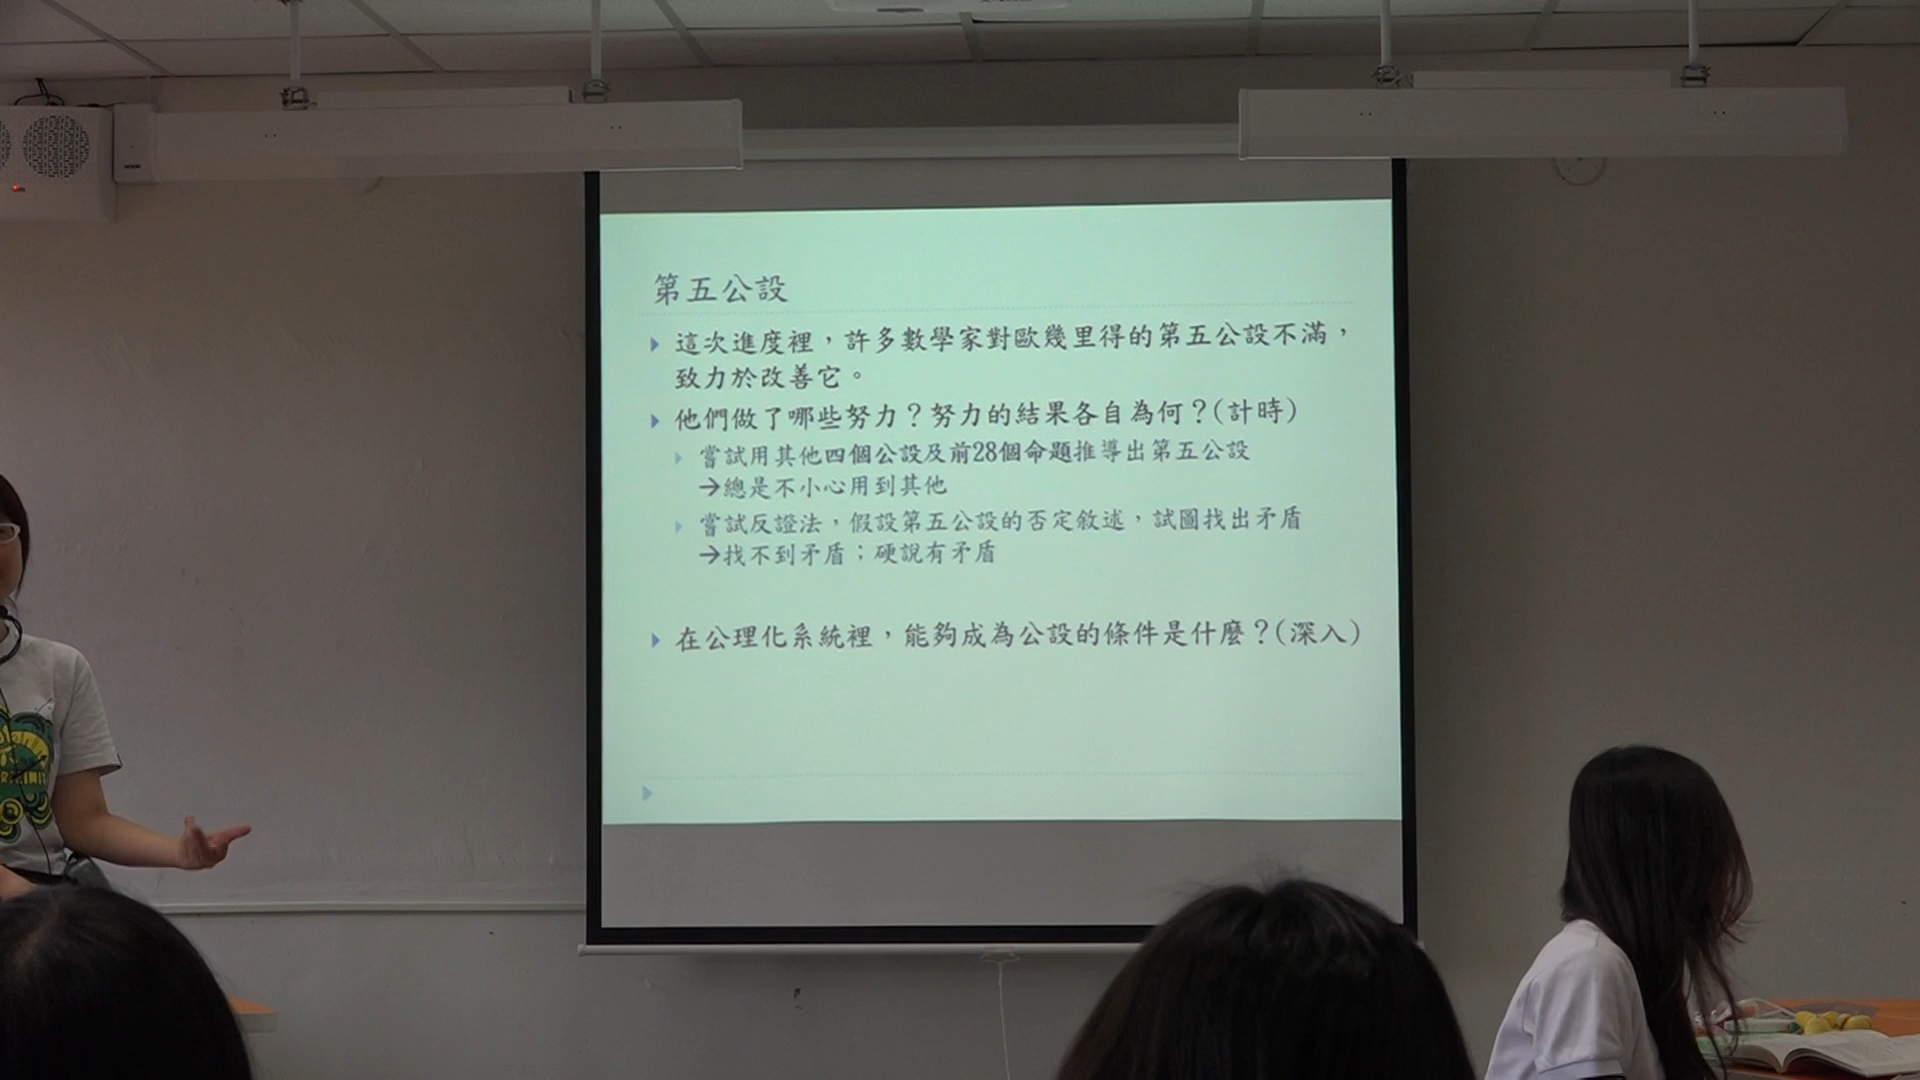 第五公設
這次進度裡，許多數學家對歐幾里得的第五公設不滿，
致力於改善它。
他們做了哪些努力？努力的結果各自為何？(計時)
嘗試用其他四個公設及前28個命題推導出第五公設
→總是不小心用到其他
嘗試反證法，假設第五公設的否定敘述，試圖找出矛盾
→找不到矛盾；硬說有矛盾
在公理化系統裡，能夠成為公設的條件是什麼？(深入)